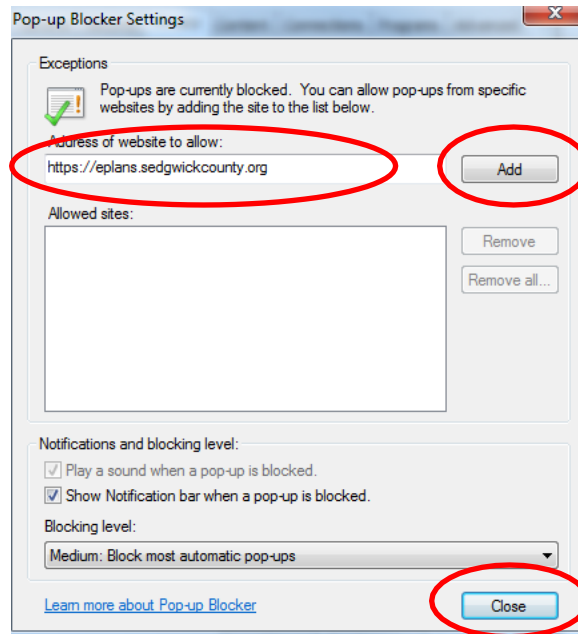 Pop-up Blocker Settings
Exceptions
Pop-ups are currently blocked. You can allow pop-ups from specific
websites by adding the site to the list below.
Address of website to allow:
https://eplans.sedgwickcounty.org
Add
Allowed sites:
Remove
Remove all...
Notifications and blocking level:
Play a sound when a pop-up is blocked.
Show Notification bar when a pop-up is blocked.
Blocking level:
Medium: Block most automatic pop-ups
Learn more about Pop-up Blocker
Close